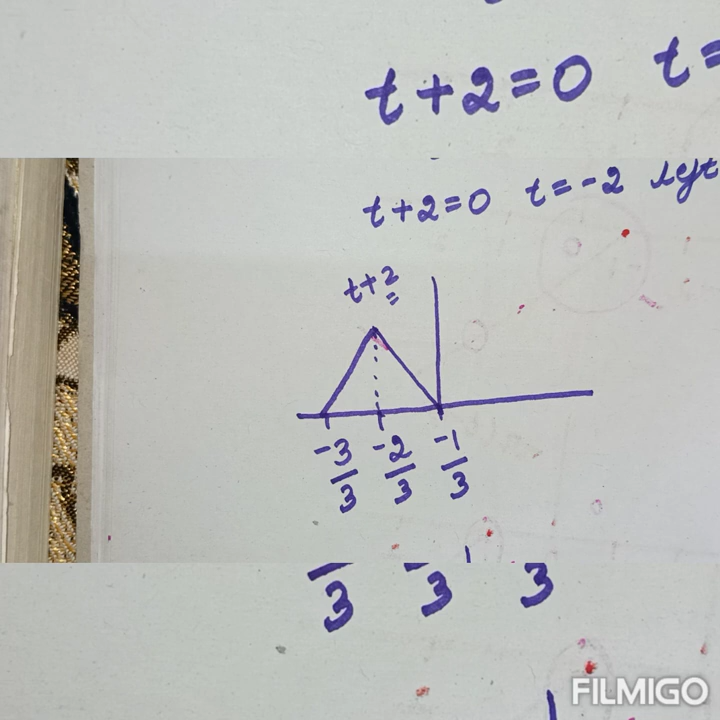 t+2=0 t=
t+2=0 t=-2
t+2
-3/3 -2/3 -1/3
3 3 3
FILMIGO